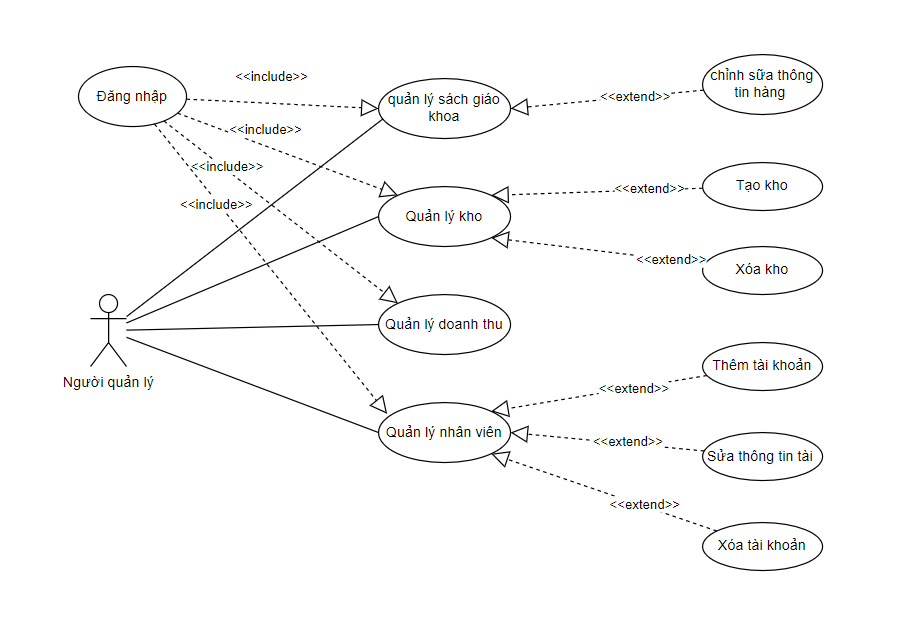 Đăng nhập
<<include>>
<<include>>
<<include>>
<<include>>
quản lý sách giáo
khoa
<<extend>>
chỉnh sữa thông
tin hàng
Quản lý kho
<<extend>>
Tạo kho
<<extend>>
Xóa kho
Quản lý doanh thu
Người quản lý
Quản lý nhân viên
<<extend>>
Thêm tài khoản
<<extend>>
Sửa thông tin tài
<<extend>>
Xóa tài khoản